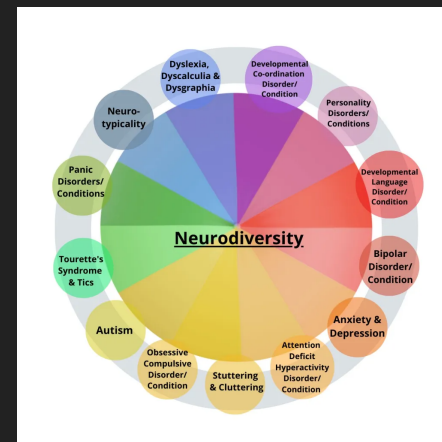 Dyslexia,
Dyscalculia &
Dysgraphia
Developmental
Co-ordination
Disorder/
Condition
Personality
Disorders/
Conditions
Developmental
Language
Disorder/
Condition
Bipolar
Disorder/
Condition
Anxiety &
Depression
Attention
Deficit
Hyperactivity
Disorder/
Condition
Stuttering
& Cluttering
Obsessive
Compulsive
Disorder/
Condition
Autism
Tourette's
Syndrome
& Tics
Panic
Disorders/
Conditions
Neuro-
typicality
Neurodiversity